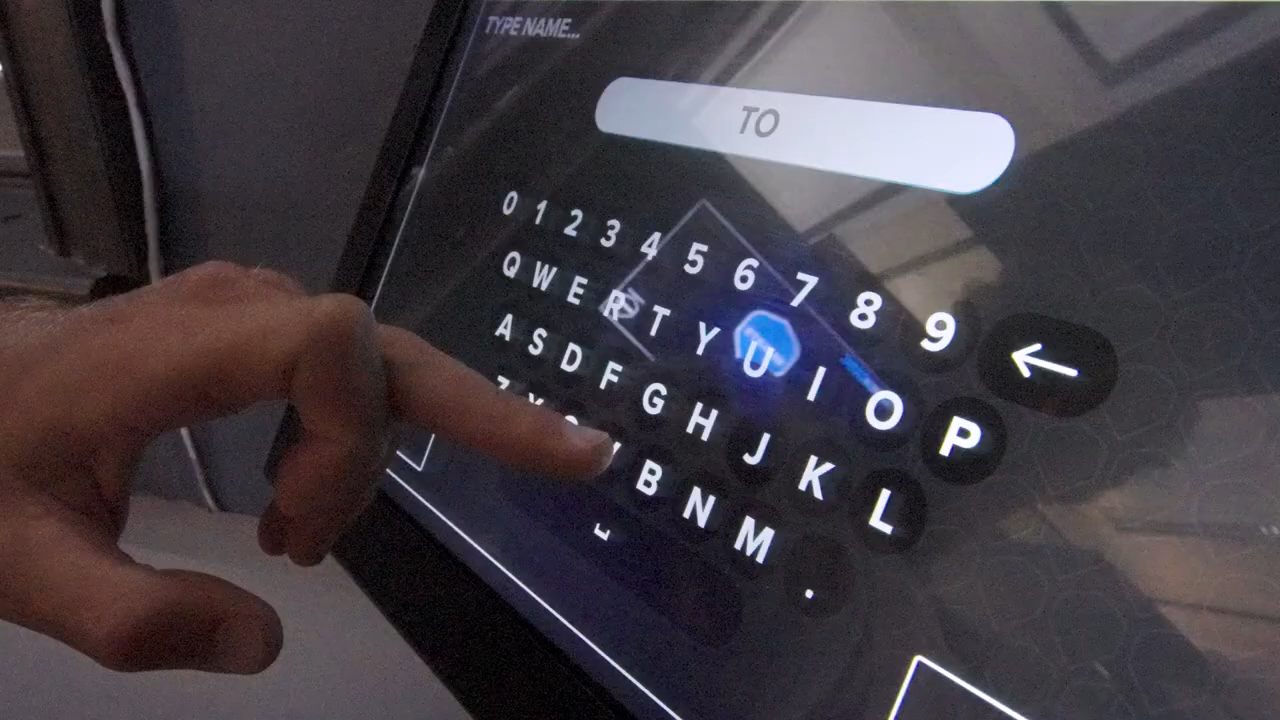 TYPE NAME...
TO
0 1 2 3 4 5 6 7 8 9 ←
Q W E R T Y U I O P
A S D F G H J K L
Z X C V B N M .